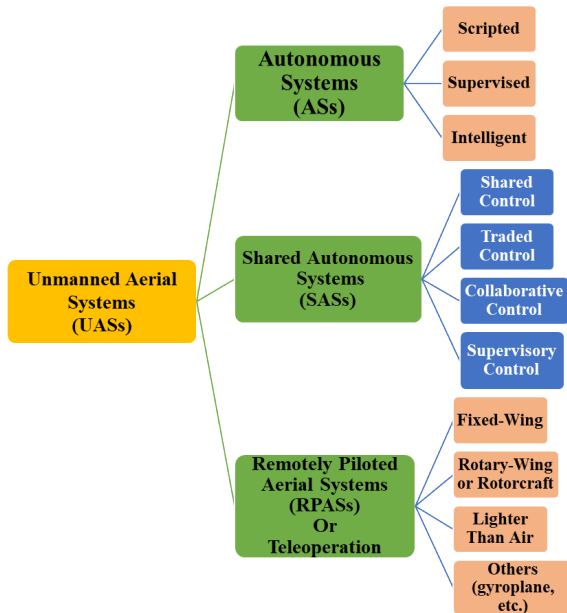 Unmanned Aerial
Systems
(UASs)
Autonomous
Systems
(ASs)
Scripted
Supervised
Intelligent
Shared Autonomous
Systems
(SASs)
Shared
Control
Traded
Control
Collaborative
Control
Supervisory
Control
Remotely Piloted
Aerial Systems
(RPASs)
Or
Teleoperation
Fixed-Wing
Rotary-Wing
or Rotorcraft
Lighter
Than Air
Others
(gyroplane,
etc.)